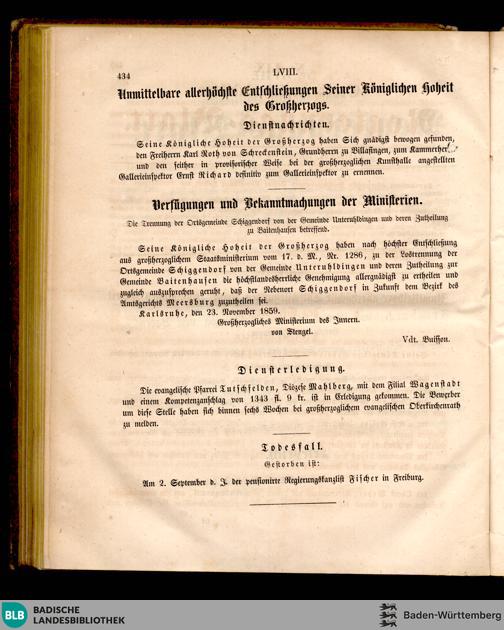 434
LVIII.
Unmittelbare allerhöchste Entschließungen Seiner Königlichen Hoheit
des Großherzogs.
Dienstnachrichten.
Seine Königliche Hoheit der Großherzog haben Sich gnädigst bewogen gefunden,
den Freiherrn Karl Roth von Schreckenstein, Grundherrn zu Billafingen, zum Kammerherrn
und den seither in provisorischer Weise bei der großherzoglichen Kunsthalle angestellten
Gallerieinspektor Ernst Richard definitiv zum Gallerieinspektor zu ernennen.
Verfügungen und Bekanntmachungen der Ministerien.
Die Trennung der Ortsgemeinde Schiggendorf von der Gemeinde Unteruhldingen und deren Zutheilung
zu Baitenhausen betreffend.
Seine Königliche Hoheit der Großherzog haben nach höchster Entschließung
aus großherzoglichem Staatsministerium vom 17. d. M., Nr. 1286, zu der Lostrennung der
Ortsgemeinde Schiggendorf von der Gemeinde Unteruhldingen und deren Zutheilung zur
Gemeinde Baitenhausen die höchstlandesherrliche Genehmigung allergnädigst zu ertheilen und
zugleich auszusprechen geruht, daß der Nebenort Schiggendorf in Zukunft dem Bezirk des
Amtsgerichts Meersburg zuzutheilen sei.
Karlsruhe, den 23. November 1859.
Großherzogliches Ministerium des Innern.
von Stengel.
Vdt. Buisson.
Diensterledigung.
Die evangelische Pfarrei Tutschfelden, Diözese Mahlberg, mit dem Filial Wagenstadt
und einem Kompetenzanschlag von 1343 fl. 9 kr. ist in Erledigung gekommen. Die Bewerber
um diese Stelle haben sich binnen sechs Wochen bei großherzoglichem evangelischen Oberkirchenrath
zu melden.
Todesfall.
Gestorben ist:
Am 2. September d. J. der pensionirte Regierungskanzlist Fischer in Freiburg.
BLB
BADISCHE
LANDESBIBLIOTHEK
Baden-Württemberg